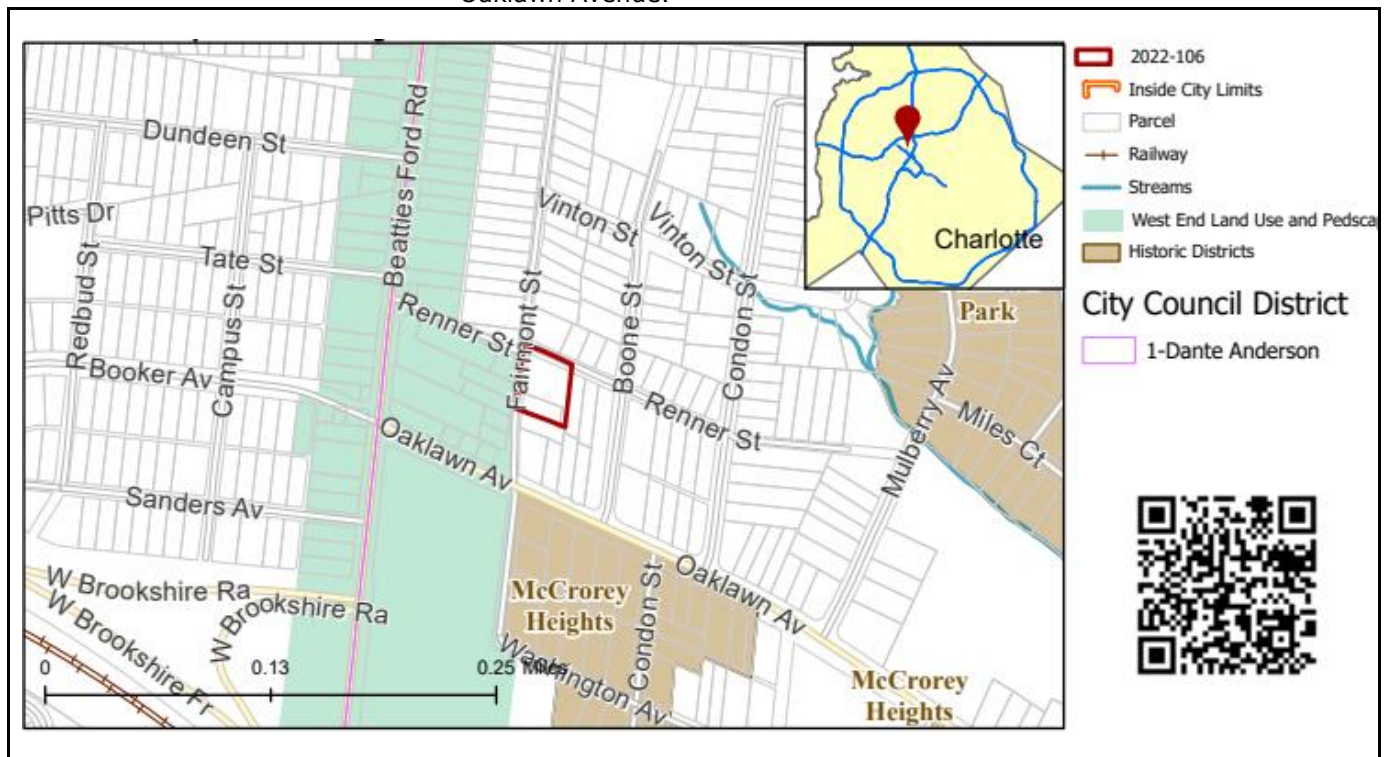 Oaklawn Avenue.
Dundeen St
Beatties Ford Rd
Pitts Dr
Redbud St
Tate St
Campus St
Booker Av
Renner St
Fairmont St
Vinton St
Vinton St
Boone St
Condon St
Renner St
Oaklawn Av
Sanders Av
Mulberry Av
Miles Ct
Park
Charlotte
McCrorey
Heights
Condon St
Oaklawn Av
Washington Av
McCrorey
Heights
W Brookshire Ra
W Brookshire Ra
W Brookshire Fr
0 0.13 0.25 Miles
2022-106
Inside City Limits
Parcel
Railway
Streams
West End Land Use and Pedsca
Historic Districts
City Council District
1-Dante Anderson